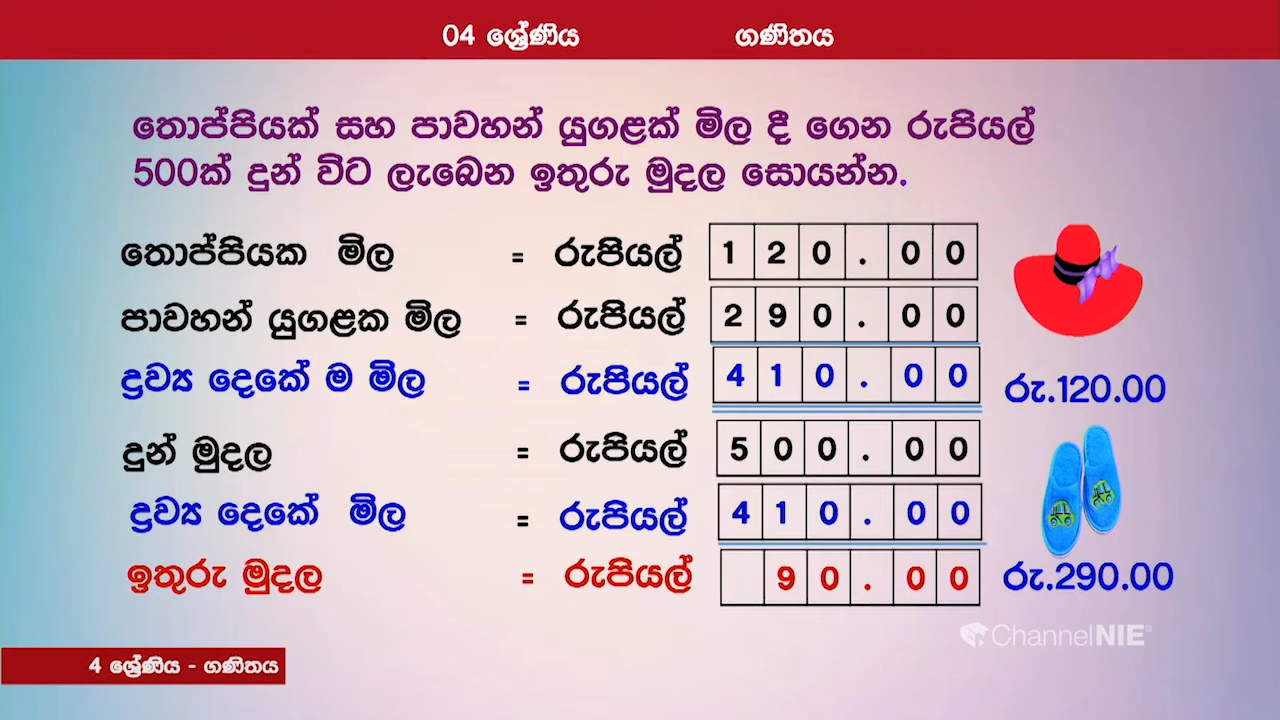 04 ශ්‍රේණිය ගණිතය
තොප්පියක් සහ පාවහන් යුගළක් මිල දී ගෙන රුපියල්
500ක් දුන් විට ලැබෙන ඉතුරු මුදල සොයන්න.
තොප්පියක මිල = රුපියල් 120.00
පාවහන් යුගළක මිල = රුපියල් 290.00
ද්‍රව්‍ය දෙකේ ම මිල = රුපියල් 410.00
රු.120.00
දුන් මුදල = රුපියල් 500.00
ද්‍රව්‍ය දෙකේ මිල = රුපියල් 410.00
ඉතුරු මුදල = රුපියල් 90.00
රු.290.00
ChannelNIE
4 ශ්‍රේණිය - ගණිතය